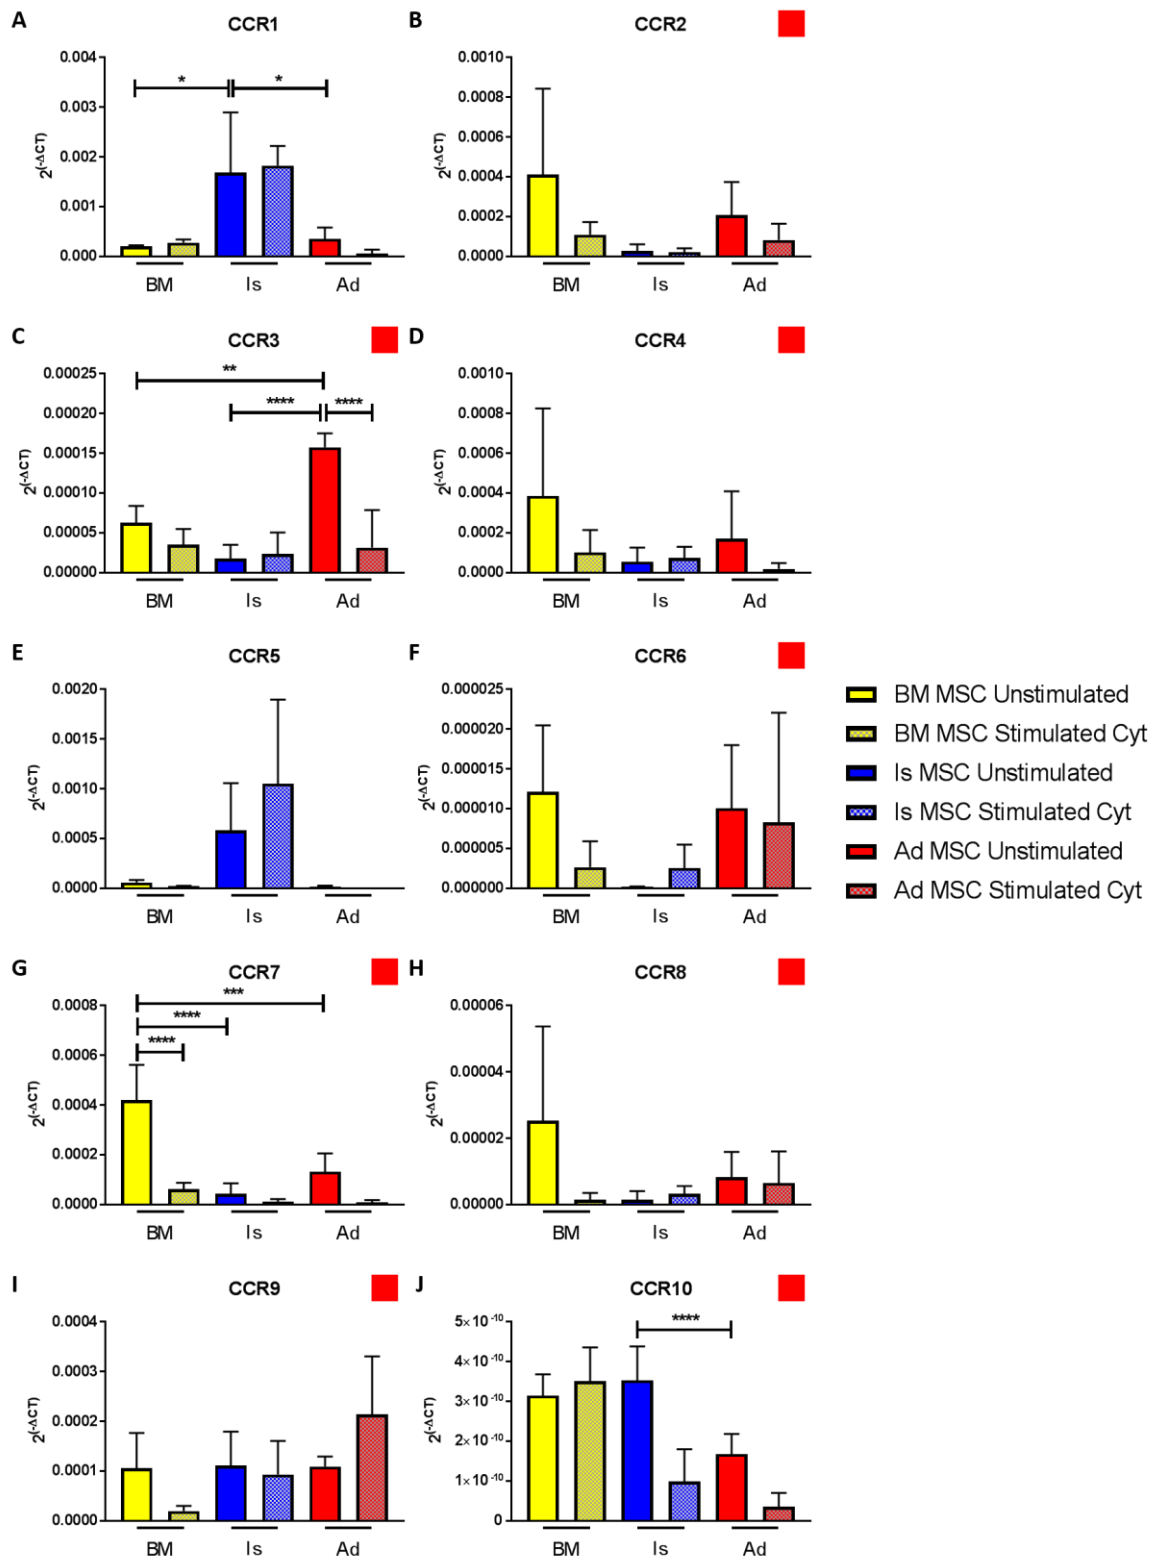 A
CCR1
0.004
0.003
0.002
0.001
0.000
2(-ΔCT)
*
*
BM
Is
Ad
B
CCR2
0.0010
0.0008
0.0006
0.0004
0.0002
0.0000
2(-ΔCT)
BM
Is
Ad
C
CCR3
0.00025
0.00020
0.00015
0.00010
0.00005
0.00000
2(-ΔCT)
**
****
****
BM
Is
Ad
D
CCR4
0.0010
0.0008
0.0006
0.0004
0.0002
0.0000
2(-ΔCT)
BM
Is
Ad
E
CCR5
0.0020
0.0015
0.0010
0.0005
0.0000
2(-ΔCT)
BM
Is
Ad
F
CCR6
0.000025
0.000020
0.000015
0.000010
0.000005
0.000000
2(-ΔCT)
BM
Is
Ad
BM MSC Unstimulated
BM MSC Stimulated Cyt
Is MSC Unstimulated
Is MSC Stimulated Cyt
Ad MSC Unstimulated
Ad MSC Stimulated Cyt
G
CCR7
0.0008
0.0006
0.0004
0.0002
0.0000
2(-ΔCT)
***
****
****
BM
Is
Ad
H
CCR8
0.00006
0.00004
0.00002
0.00000
2(-ΔCT)
BM
Is
Ad
I
CCR9
0.0004
0.0003
0.0002
0.0001
0.0000
2(-ΔCT)
BM
Is
Ad
J
CCR10
5×10-10
4×10-10
3×10-10
2×10-10
1×10-10
0
2(-ΔCT)
****
BM
Is
Ad